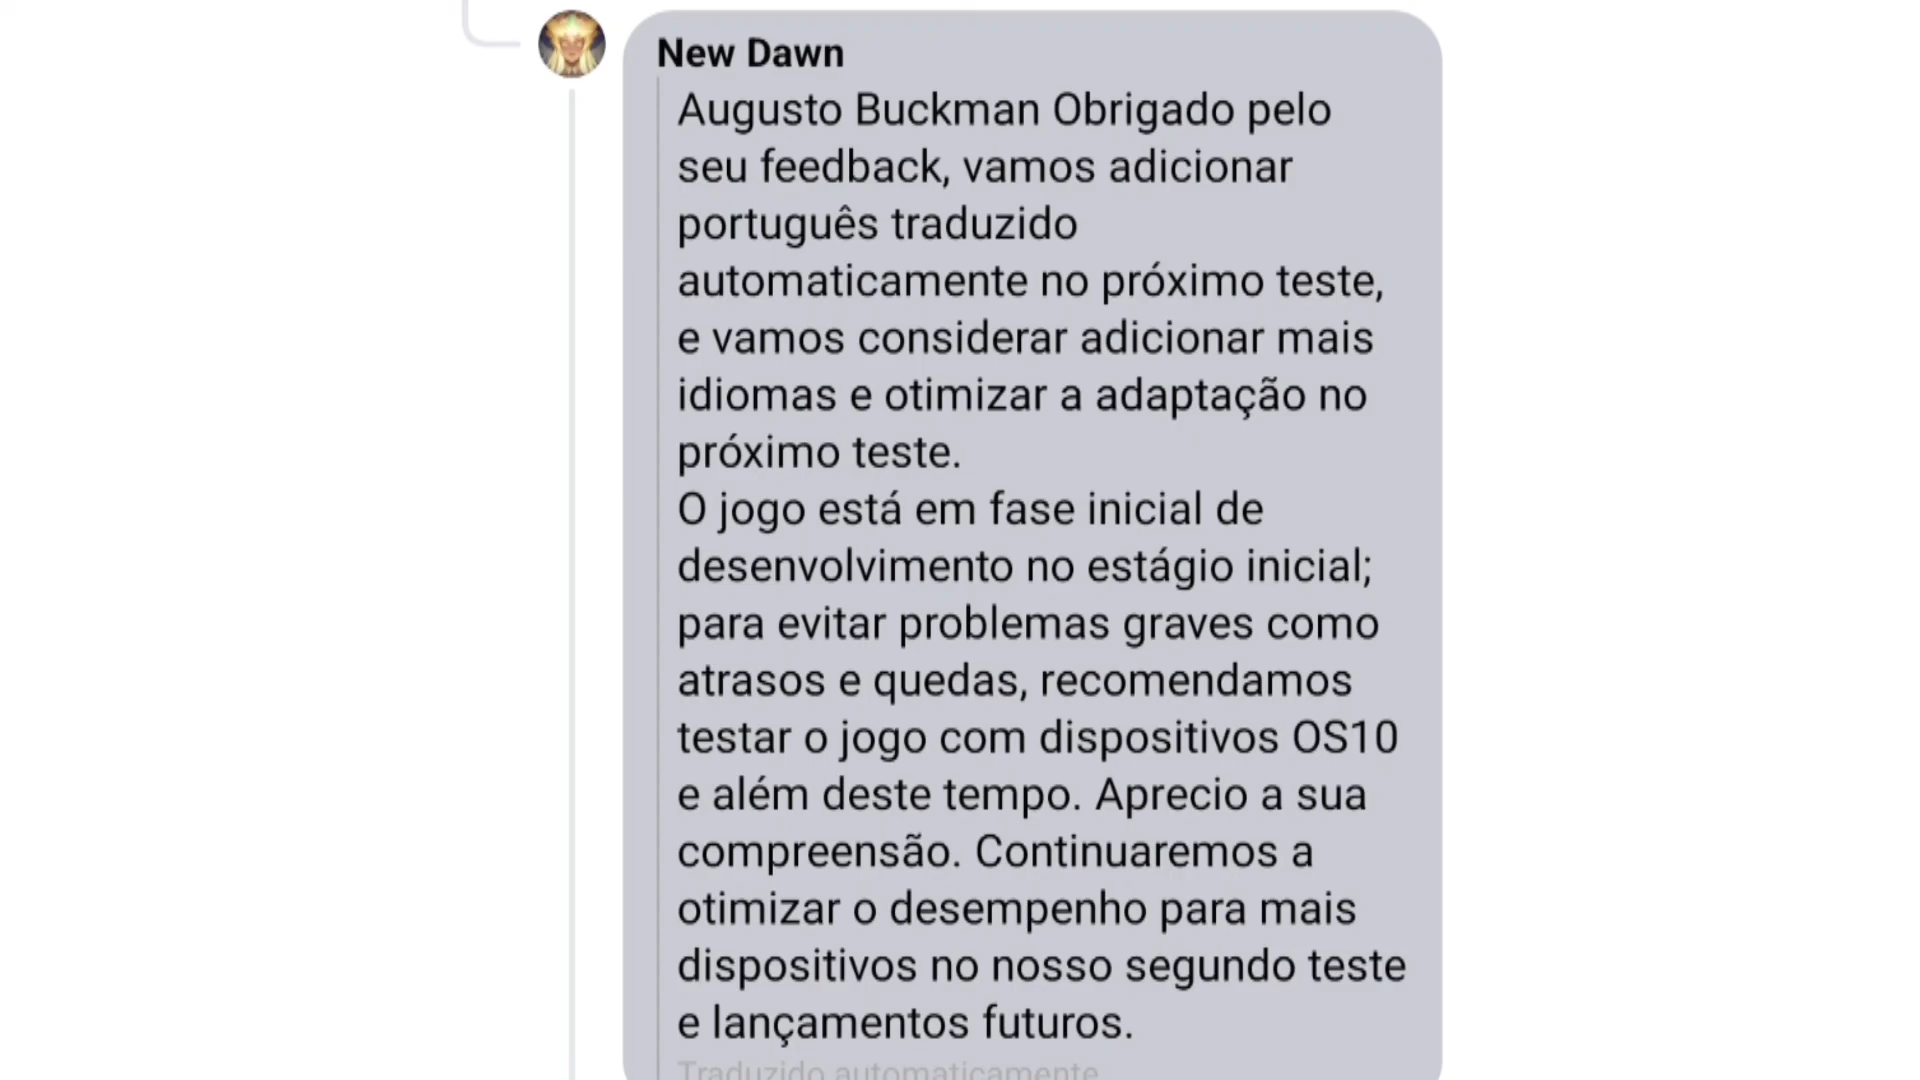 New Dawn
Augusto Buckman Obrigado pelo
seu feedback, vamos adicionar
português traduzido
automaticamente no próximo teste,
e vamos considerar adicionar mais
idiomas e otimizar a adaptação no
próximo teste.
O jogo está em fase inicial de
desenvolvimento no estágio inicial;
para evitar problemas graves como
atrasos e quedas, recomendamos
testar o jogo com dispositivos OS10
e além deste tempo. Aprecio a sua
compreensão. Continuaremos a
otimizar o desempenho para mais
dispositivos no nosso segundo teste
e lançamentos futuros.
Traduzido automaticamente